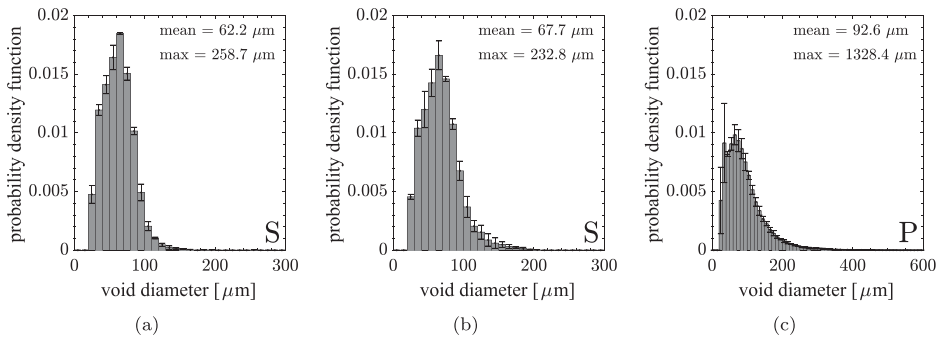 0.02
0.015
0.01
0.005
0
probability density function
mean = 62.2 μm
max = 258.7 μm
S
0 100 200 300
void diameter [μm]
(a)
0.02
0.015
0.01
0.005
0
probability density function
mean = 67.7 μm
max = 232.8 μm
S
0 100 200 300
void diameter [μm]
(b)
0.02
0.015
0.01
0.005
0
probability density function
mean = 92.6 μm
max = 1328.4 μm
P
0 200 400 600
void diameter [μm]
(c)